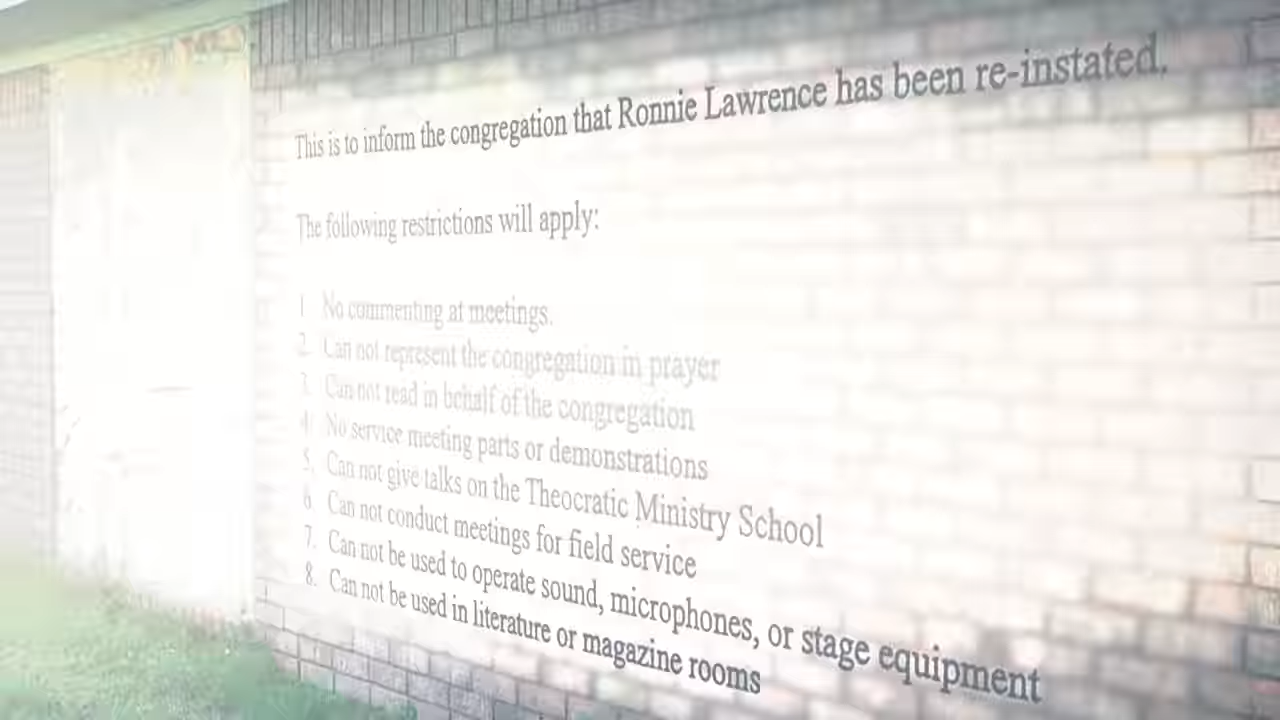 This is to inform the congregation that Ronnie Lawrence has been re-instated.
The following restrictions will apply:
1 No commenting at meetings.
2. Can not represent the congregation in prayer
3. Can not read in behalf of the congregation
4. No service meeting parts or demonstrations
5. Can not give talks on the Theocratic Ministry School
6 Can not conduct meetings for field service
7. Can not be used to operate sound, microphones, or stage equipment
8. Can not be used in literature or magazine rooms